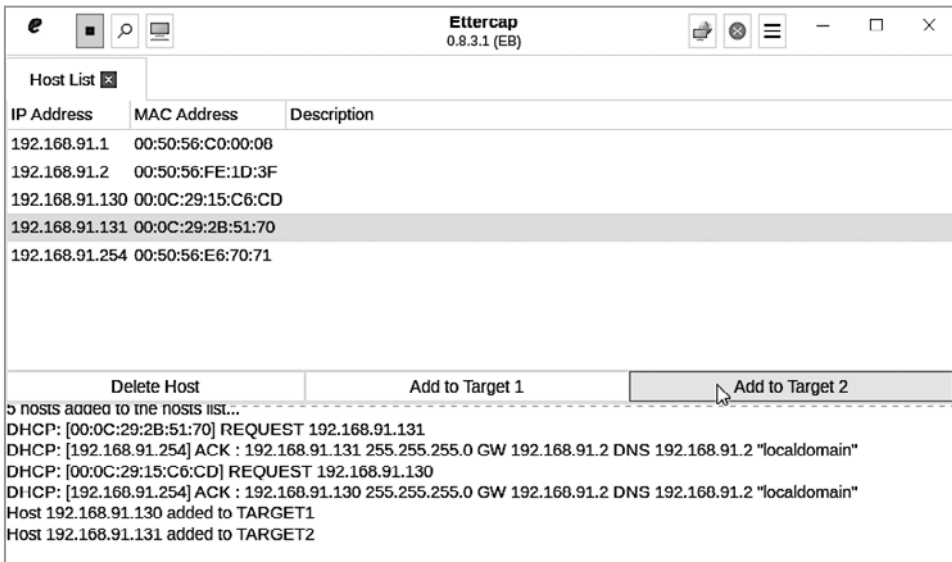 Ettercap
0.8.3.1 (EB)
Host List
IP Address MAC Address Description
192.168.91.1 00:50:56:C0:00:08
192.168.91.2 00:50:56:FE:1D:3F
192.168.91.130 00:0C:29:15:C6:CD
192.168.91.131 00:0C:29:2B:51:70
192.168.91.254 00:50:56:E6:70:71
Delete Host Add to Target 1 Add to Target 2
5 hosts added to the hosts list...
DHCP: [00:0C:29:2B:51:70] REQUEST 192.168.91.131
DHCP: [192.168.91.254] ACK : 192.168.91.131 255.255.255.0 GW 192.168.91.2 DNS 192.168.91.2 "localdomain"
DHCP: [00:0C:29:15:C6:CD] REQUEST 192.168.91.130
DHCP: [192.168.91.254] ACK : 192.168.91.130 255.255.255.0 GW 192.168.91.2 DNS 192.168.91.2 "localdomain"
Host 192.168.91.130 added to TARGET1
Host 192.168.91.131 added to TARGET2